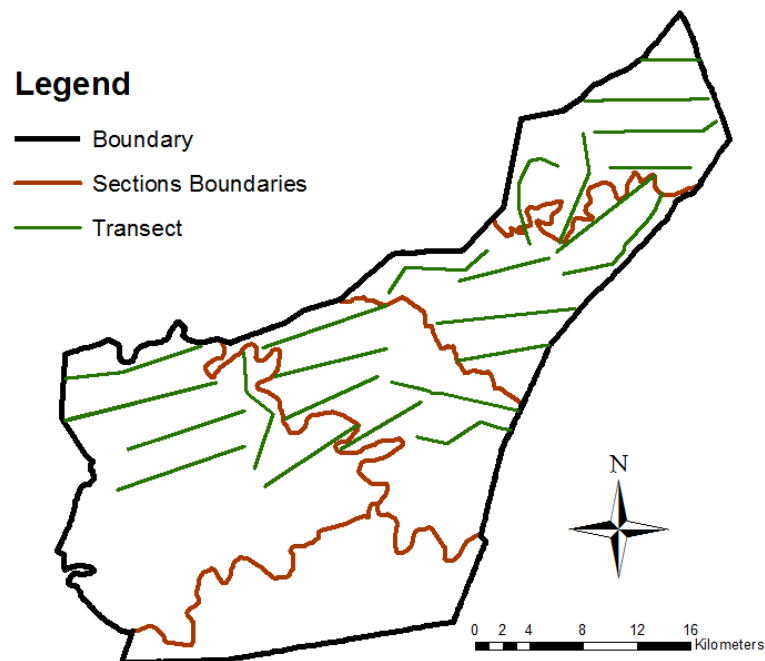 Legend
Boundary
Sections Boundaries
Transect
N
0 2 4 8 12 16
Kilometers